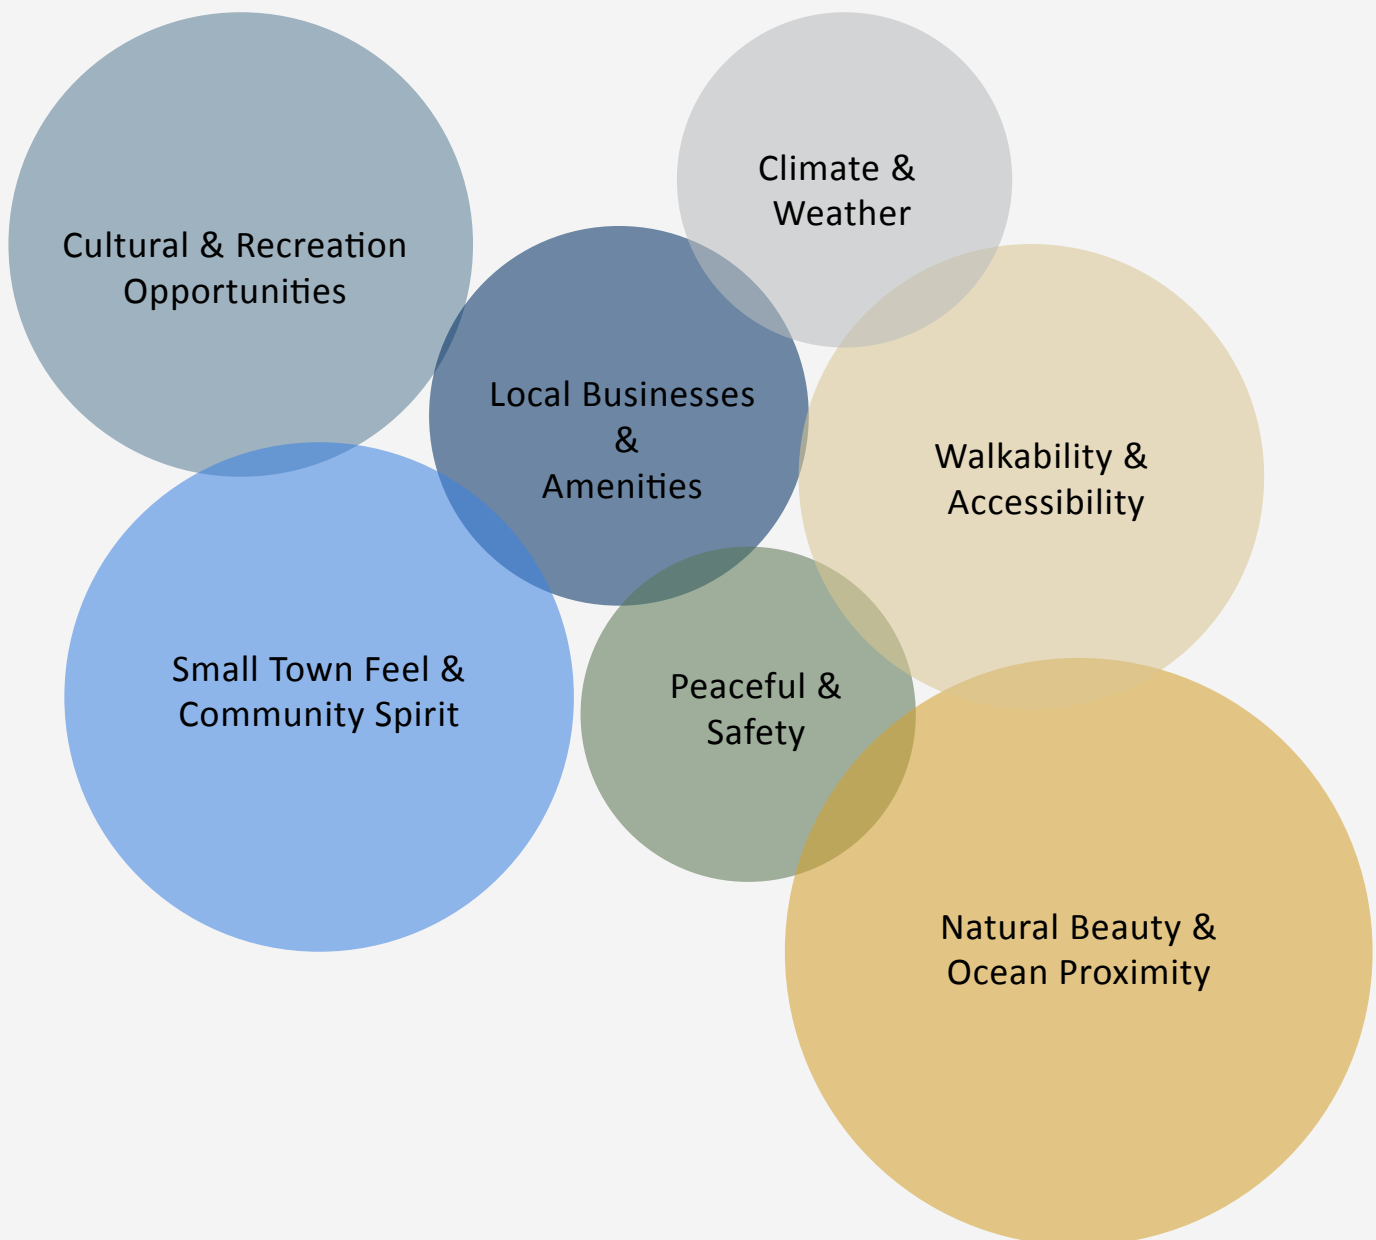 Cultural & Recreation
Opportunities
Climate &
Weather
Local Businesses
&
Amenities
Walkability &
Accessibility
Small Town Feel &
Community Spirit
Peaceful &
Safety
Natural Beauty &
Ocean Proximity